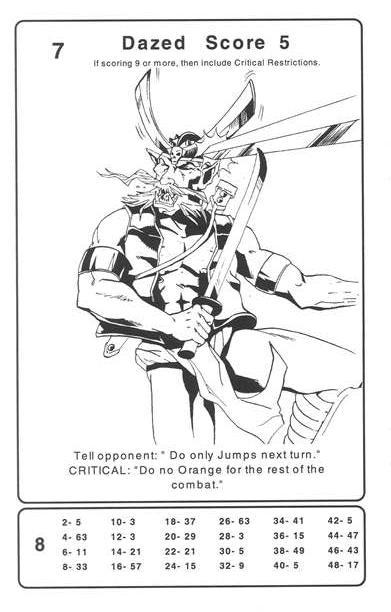 7
Dazed Score 5
If scoring 9 or more, then include Critical Restrictions.
Tell opponent: " Do only Jumps next turn."
CRITICAL: "Do no Orange for the rest of the
combat."
8
2- 5 10- 3 18- 37 26- 63 34- 41 42- 5
4- 63 12- 3 20- 29 28- 3 36- 15 44- 47
6- 11 14- 21 22- 21 30- 5 38- 49 46- 43
8- 33 16- 57 24- 15 32- 9 40- 5 48- 17